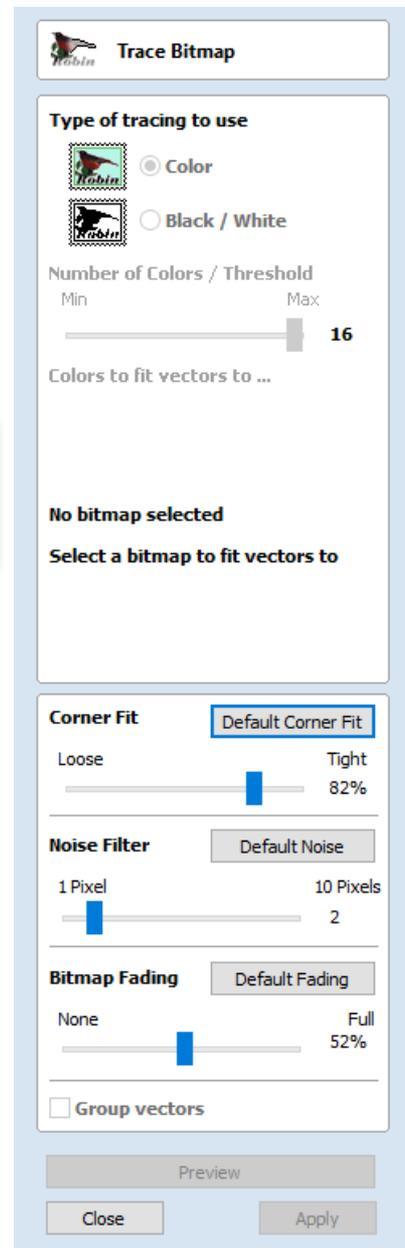 Robin
Trace Bitmap
Type of tracing to use
Robin
Color
Robin
Black / White
Number of Colors / Threshold
Min Max
16
Colors to fit vectors to ...
No bitmap selected
Select a bitmap to fit vectors to
Corner Fit Default Corner Fit
Loose Tight
82%
Noise Filter Default Noise
1 Pixel 10 Pixels
2
Bitmap Fading Default Fading
None Full
52%
Group vectors
Preview
Close Apply